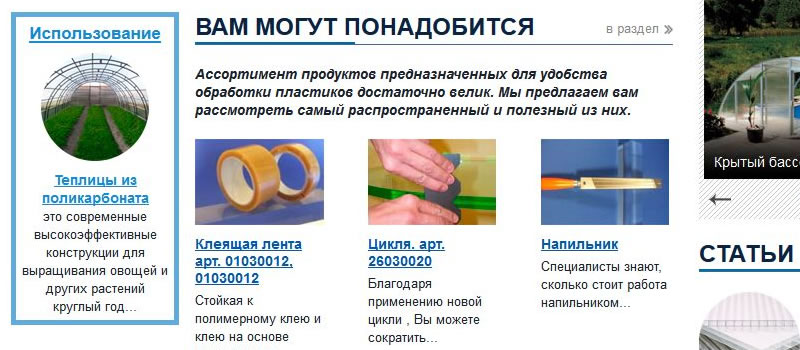 Использование
Теплицы из
поликарбоната
это современные
высокоэффективные
конструкции для
выращивания овощей и
других растений
круглый год…
ВАМ МОГУТ ПОНАДОБИТСЯ
в раздел
Ассортимент продуктов предназначенных для удобства
обработки пластиков достаточно велик. Мы предлагаем вам
рассмотреть самый распространенный и полезный из них.
Клеящая лента
арт. 01030012,
01030012
Стойкая к
полимерному клею и
клею на основе
Цикля. арт.
26030020
Благодаря
применению новой
цикли , Вы можете
сократить…
Напильник
Специалисты знают,
сколько стоит работа
напильником…
Крытый басс
СТАТЬИ